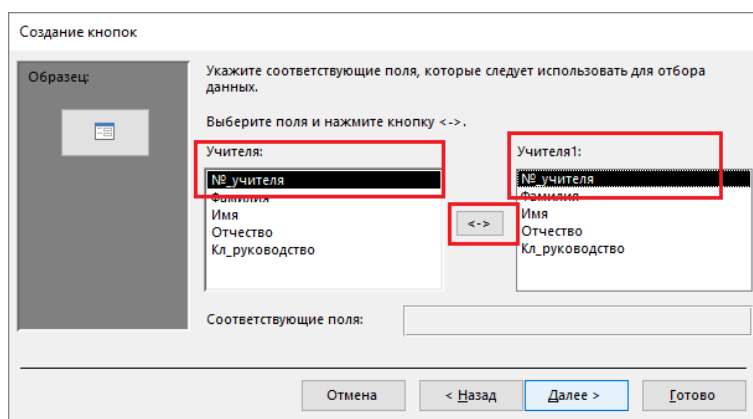 Создание кнопок
Образец:
Укажите соответствующие поля, которые следует использовать для отбора
данных.
Выберите поля и нажмите кнопку <->.
Учителя:
№_учителя
Фамилия
Имя
Отчество
Кл_руководство
<->
Учителя1:
№_учителя
Фамилия
Имя
Отчество
Кл_руководство
Соответствующие поля:
Отмена
< Назад
Далее >
Готово